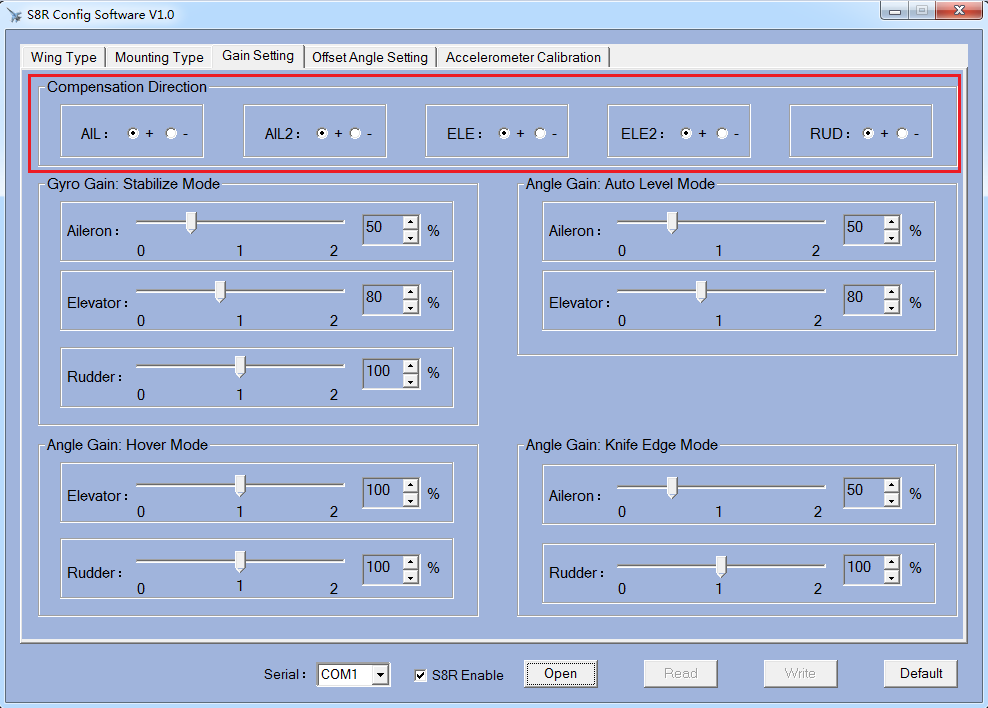 S8R Config Software V1.0
Wing Type Mounting Type Gain Setting Offset Angle Setting Accelerometer Calibration
Compensation Direction
AIL: + - AIL2: + - ELE: + - ELE2: + - RUD: + -
Gyro Gain: Stabilize Mode
Aileron: 50 %
0 1 2
Elevator: 80 %
0 1 2
Rudder: 100 %
0 1 2
Angle Gain: Auto Level Mode
Aileron: 50 %
0 1 2
Elevator: 80 %
0 1 2
Angle Gain: Hover Mode
Elevator: 100 %
0 1 2
Rudder: 100 %
0 1 2
Angle Gain: Knife Edge Mode
Aileron: 50 %
0 1 2
Rudder: 100 %
0 1 2
Serial: COM1 S8R Enable Open Read Write Default